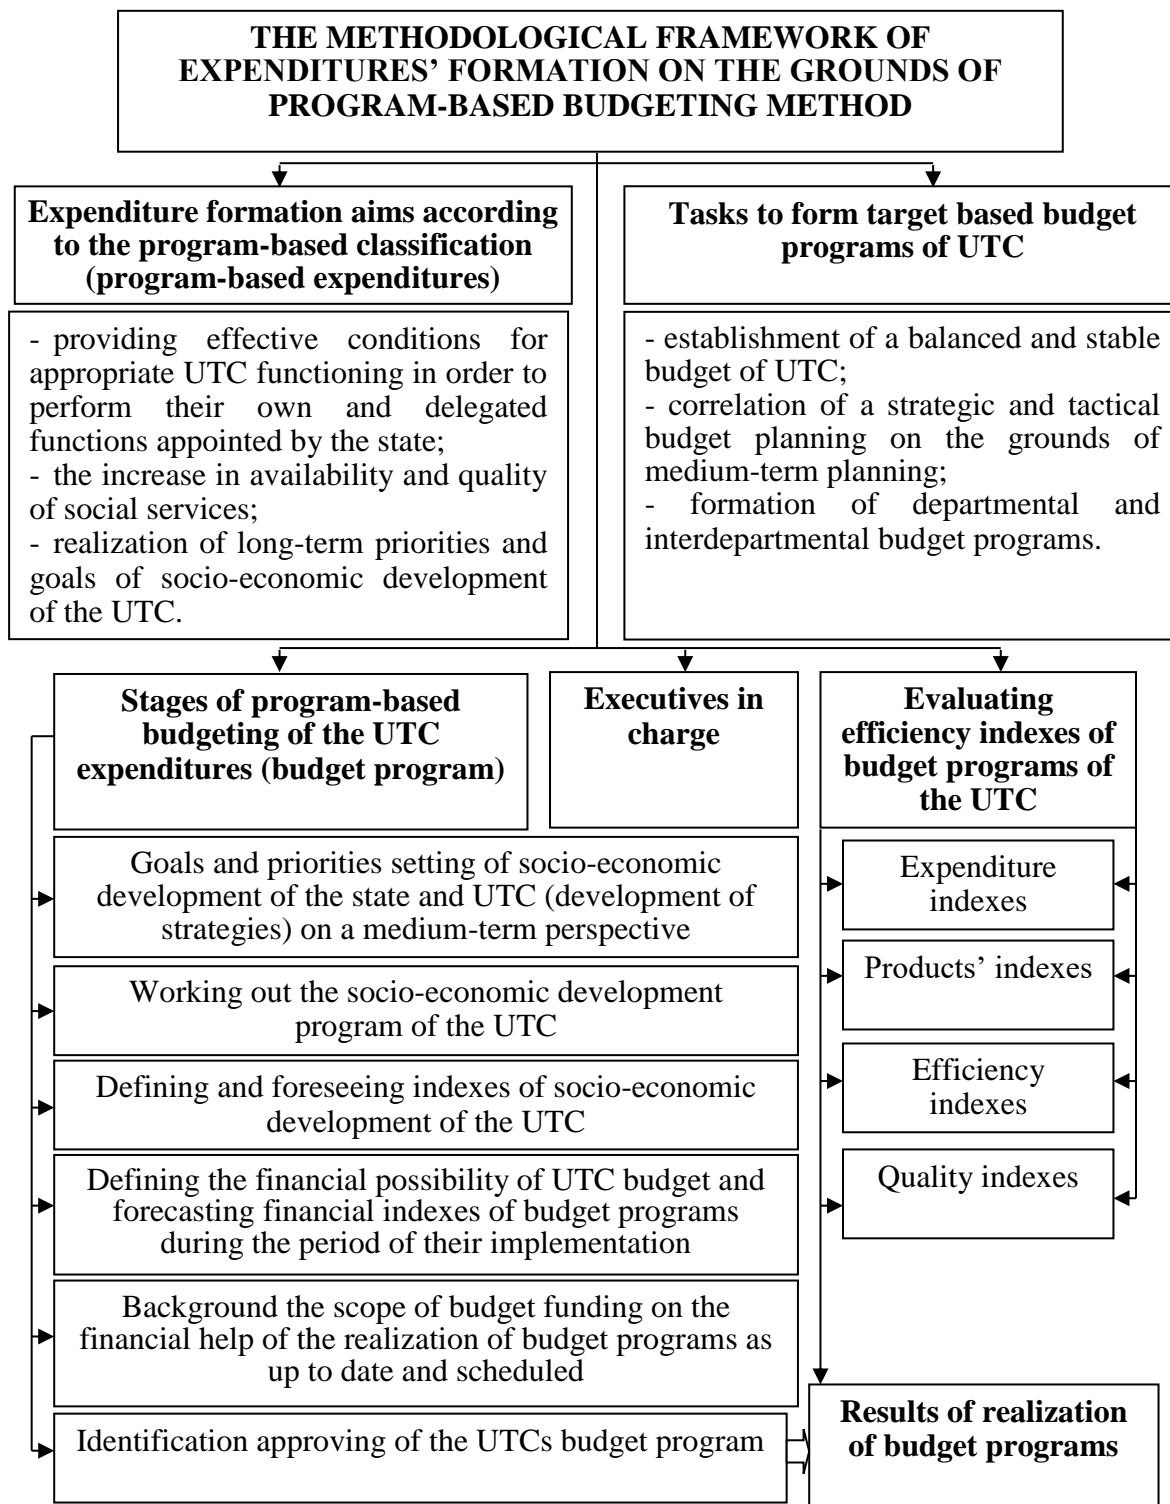 THE METHODOLOGICAL FRAMEWORK OF
EXPENDITURES’ FORMATION ON THE GROUNDS OF
PROGRAM-BASED BUDGETING METHOD
Expenditure formation aims according
to the program-based classification
(program-based expenditures)
Tasks to form target based budget
programs of UTC
- providing effective conditions for
appropriate UTC functioning in order to
perform their own and delegated
functions appointed by the state;
- the increase in availability and quality
of social services;
- realization of long-term priorities and
goals of socio-economic development
of the UTC.
- establishment of a balanced and stable
budget of UTC;
- correlation of a strategic and tactical
budget planning on the grounds of
medium-term planning;
- formation of departmental and
interdepartmental budget programs.
Stages of program-based
budgeting of the UTC
expenditures (budget program)
Executives in
charge
Evaluating
efficiency indexes of
budget programs of
the UTC
Goals and priorities setting of socio-economic
development of the state and UTC (development of
strategies) on a medium-term perspective
Working out the socio-economic development
program of the UTC
Defining and foreseeing indexes of socio-economic
development of the UTC
Defining the financial possibility of UTC budget and
forecasting financial indexes of budget programs
during the period of their implementation
Background the scope of budget funding on the
financial help of the realization of budget programs as
up to date and scheduled
Identification approving of the UTCs budget program
Expenditure
indexes
Products’ indexes
Efficiency
indexes
Quality indexes
Results of realization
of budget programs